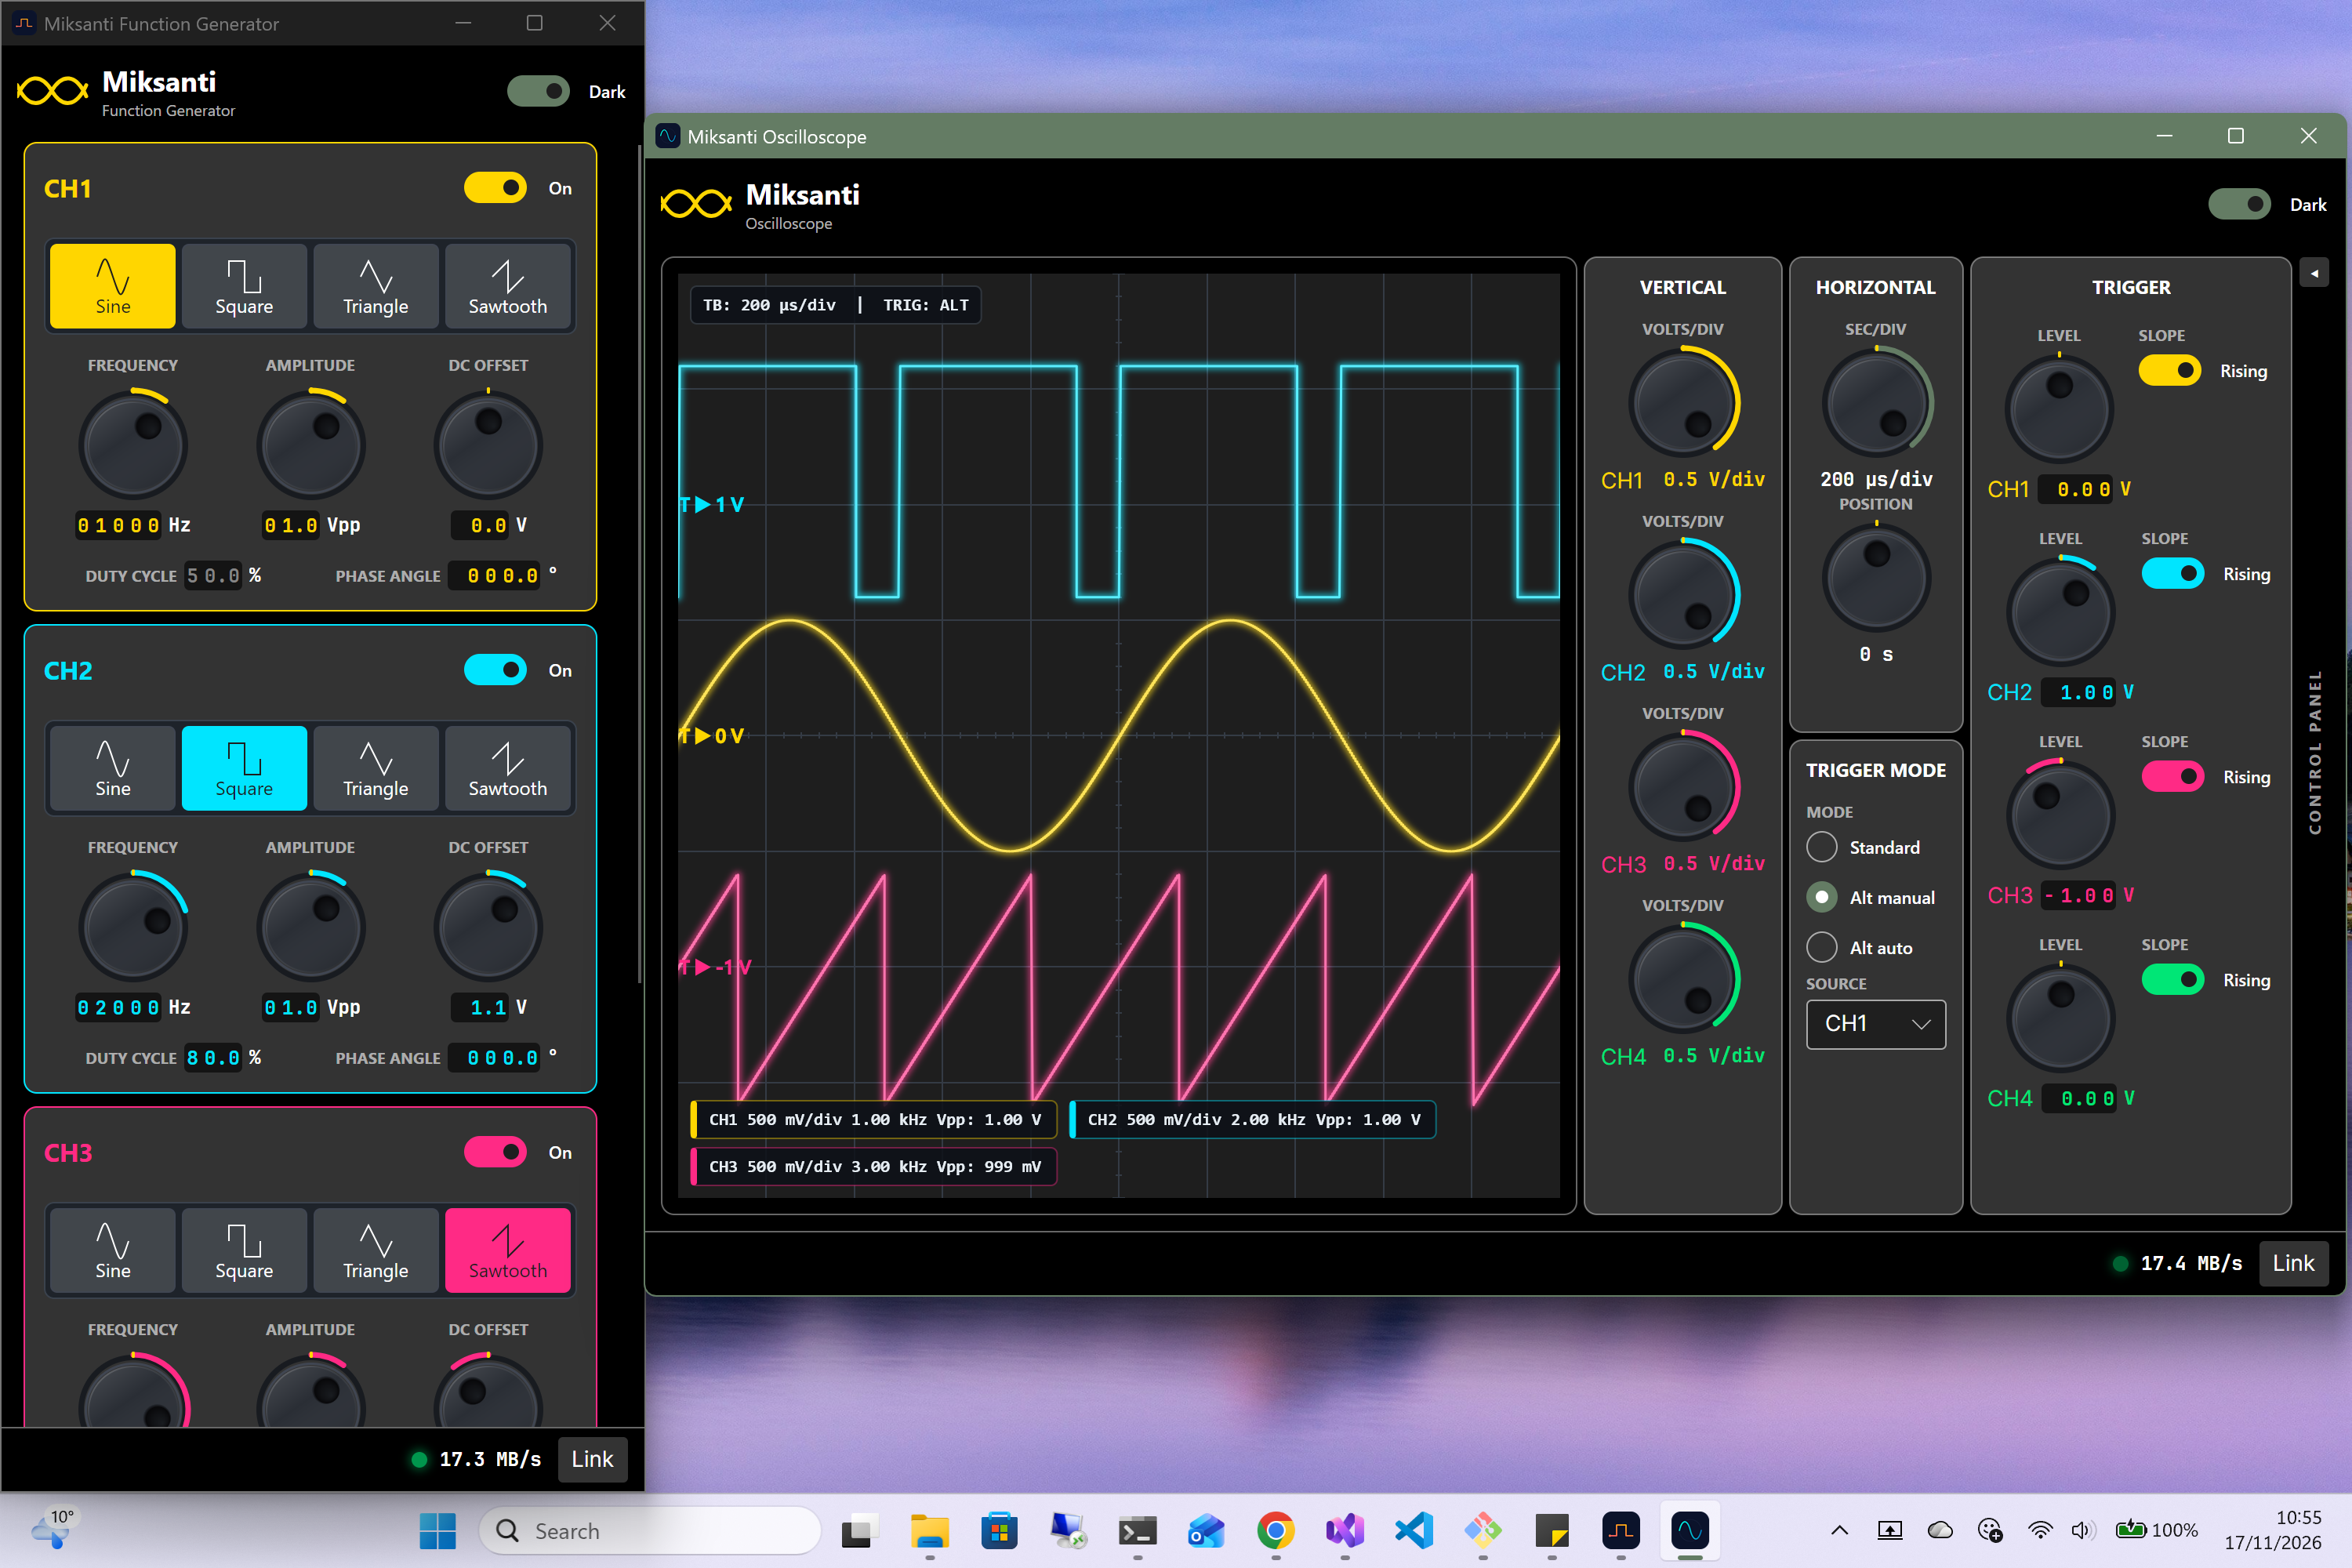 Miksanti Function Generator
Miksanti
Function Generator
Dark
CH1
On
Sine
Square
Triangle
Sawtooth
FREQUENCY
AMPLITUDE
DC OFFSET
01000 Hz
01.0 Vpp
0.0 V
DUTY CYCLE 50.0 %
PHASE ANGLE 000.0 °
CH2
On
Sine
Square
Triangle
Sawtooth
FREQUENCY
AMPLITUDE
DC OFFSET
02000 Hz
01.0 Vpp
1.1 V
DUTY CYCLE 80.0 %
PHASE ANGLE 000.0 °
CH3
On
Sine
Square
Triangle
Sawtooth
FREQUENCY
AMPLITUDE
DC OFFSET
17.3 MB/s
Link
Miksanti Oscilloscope
Miksanti
Oscilloscope
Dark
TB: 200 µs/div | TRIG: ALT
T▶1 V
T▶0 V
T▶-1 V
CH1 500 mV/div 1.00 kHz Vpp: 1.00 V
CH2 500 mV/div 2.00 kHz Vpp: 1.00 V
CH3 500 mV/div 3.00 kHz Vpp: 999 mV
VERTICAL
VOLTS/DIV
CH1 0.5 V/div
VOLTS/DIV
CH2 0.5 V/div
VOLTS/DIV
CH3 0.5 V/div
VOLTS/DIV
CH4 0.5 V/div
HORIZONTAL
SEC/DIV
200 µs/div
POSITION
0 s
TRIGGER MODE
MODE
Standard
Alt manual
Alt auto
SOURCE
CH1
TRIGGER
LEVEL
SLOPE
Rising
CH1 0.00 V
LEVEL
SLOPE
Rising
CH2 1.00 V
LEVEL
SLOPE
Rising
CH3 -1.00 V
LEVEL
SLOPE
Rising
CH4 0.00 V
CONTROL PANEL
17.4 MB/s
Link
10°
Search
100%
10:55
17/11/2026